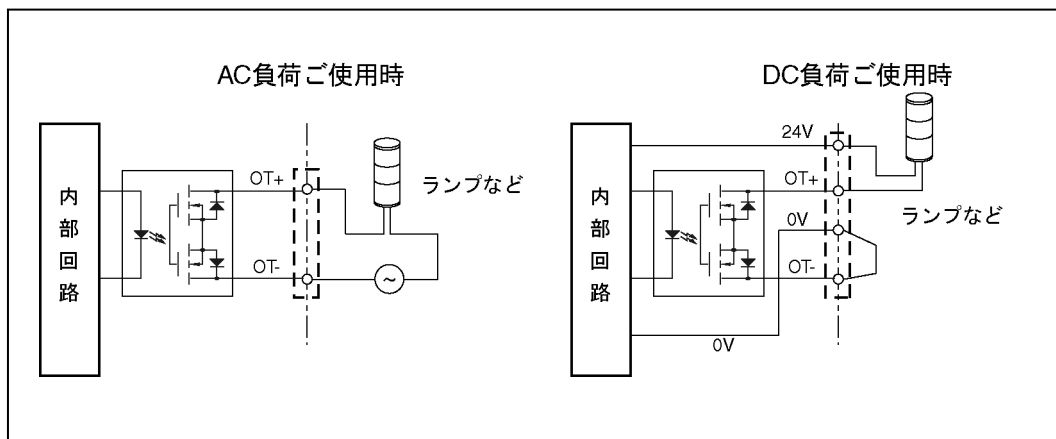 AC負荷ご使用時
内部回路
OT+
OT-
ランプなど
~
DC負荷ご使用時
内部回路
24V
OT+
0V
OT-
0V
ランプなど